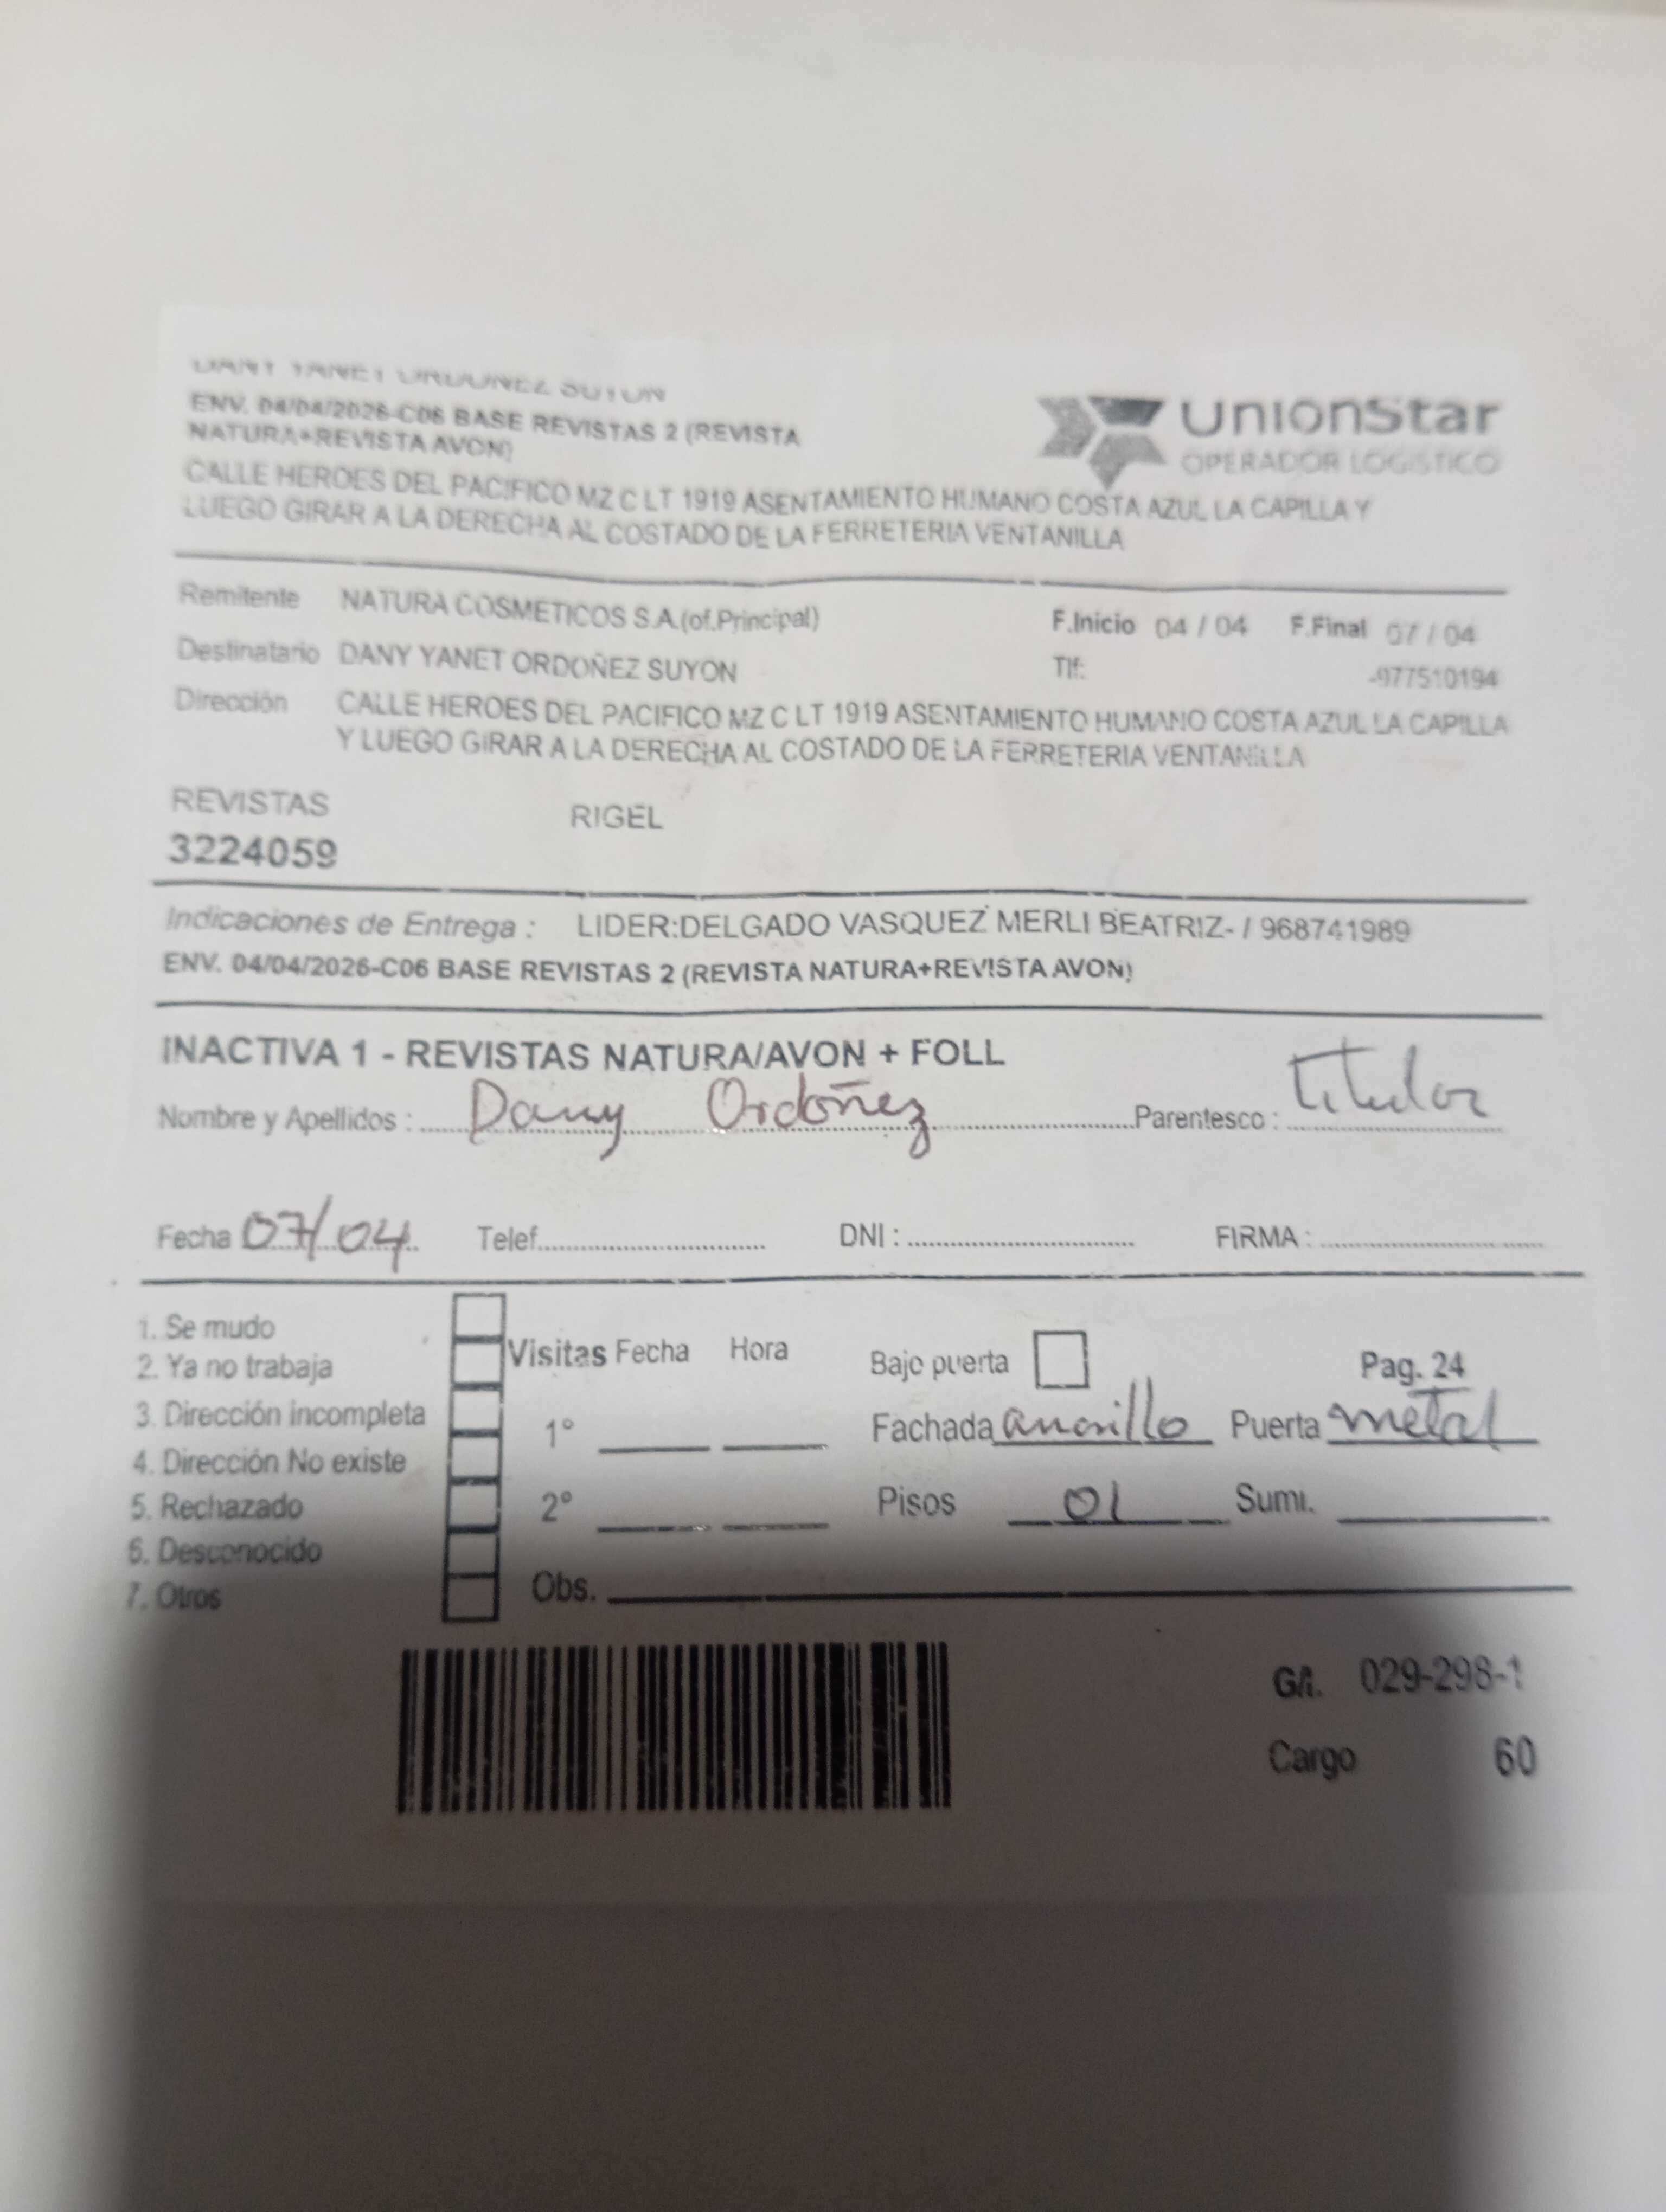 DANY YANET ORDOÑEZ SUYON
ENV. 04/04/2026-C06 BASE REVISTAS 2 (REVISTA
NATURA+REVISTA AVON)
UnionStar
OPERADOR LOGISTICO
CALLE HEROES DEL PACIFICO MZ C LT 1919 ASENTAMIENTO HUMANO COSTA AZUL LA CAPILLA Y
LUEGO GIRAR A LA DERECHA AL COSTADO DE LA FERRETERIA VENTANILLA
Remitente NATURA COSMETICOS S.A.(of.Principal) F.Inicio 04 / 04 F.Final 07 / 04
Destinatario DANY YANET ORDOÑEZ SUYON Tlf: -977510194
Dirección CALLE HEROES DEL PACIFICO MZ C LT 1919 ASENTAMIENTO HUMANO COSTA AZUL LA CAPILLA
Y LUEGO GIRAR A LA DERECHA AL COSTADO DE LA FERRETERIA VENTANILLA
REVISTAS RIGEL
3224059
Indicaciones de Entrega : LIDER:DELGADO VASQUEZ MERLI BEATRIZ- / 968741989
ENV. 04/04/2026-C06 BASE REVISTAS 2 (REVISTA NATURA+REVISTA AVON)
INACTIVA 1 - REVISTAS NATURA/AVON + FOLL
Nombre y Apellidos : Dany Ordoñez Parentesco : Titular
Fecha 07/04 Telef. DNI : FIRMA :
1. Se mudo
2. Ya no trabaja
3. Dirección incompleta
4. Dirección No existe
5. Rechazado
6. Desconocido
7. Otros
Visitas Fecha Hora
1°
2°
Obs.
Bajo puerta Pag. 24
Fachada amarillo Puerta metal
Pisos 01 Sumi.
G/i. 029-298-1
Cargo 60